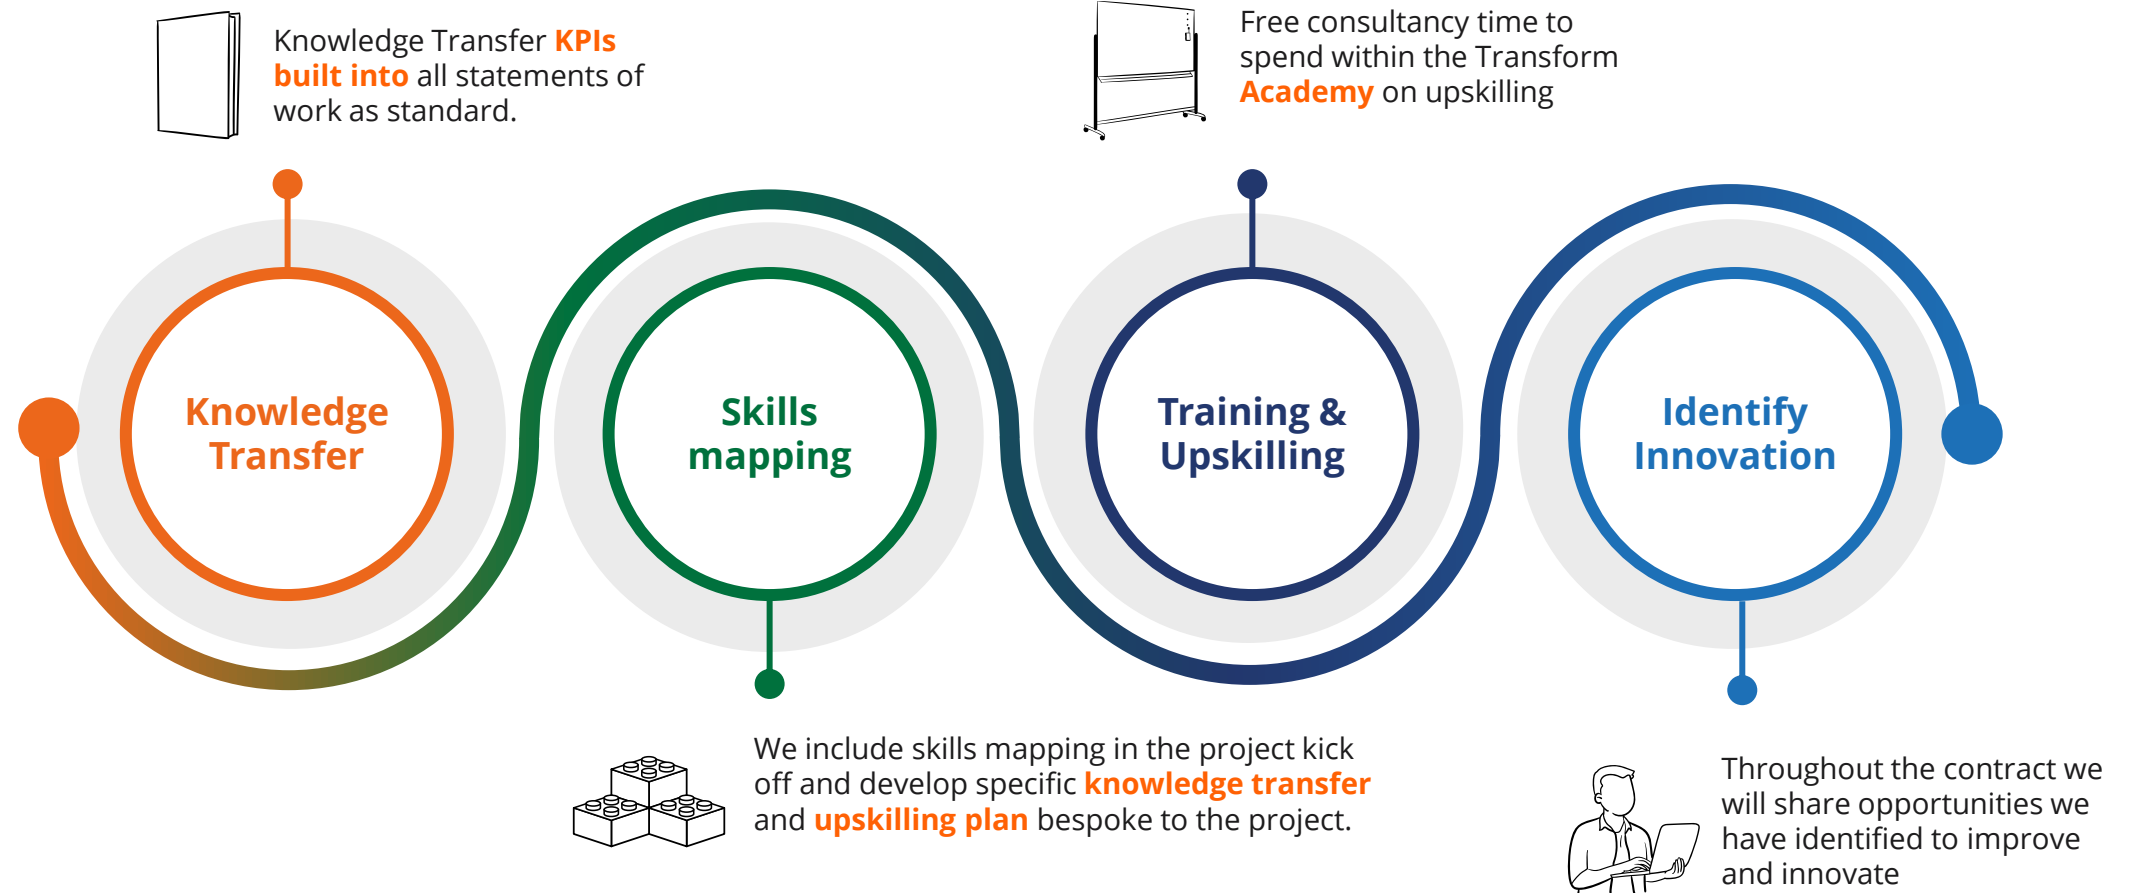 Knowledge Transfer KPIs
built into all statements of
work as standard.
Free consultancy time to
spend within the Transform
Academy on upskilling
Knowledge
Transfer
Skills
mapping
Training &
Upskilling
Identify
Innovation
We include skills mapping in the project kick
off and develop specific knowledge transfer
and upskilling plan bespoke to the project.
Throughout the contract we
will share opportunities we
have identified to improve
and innovate